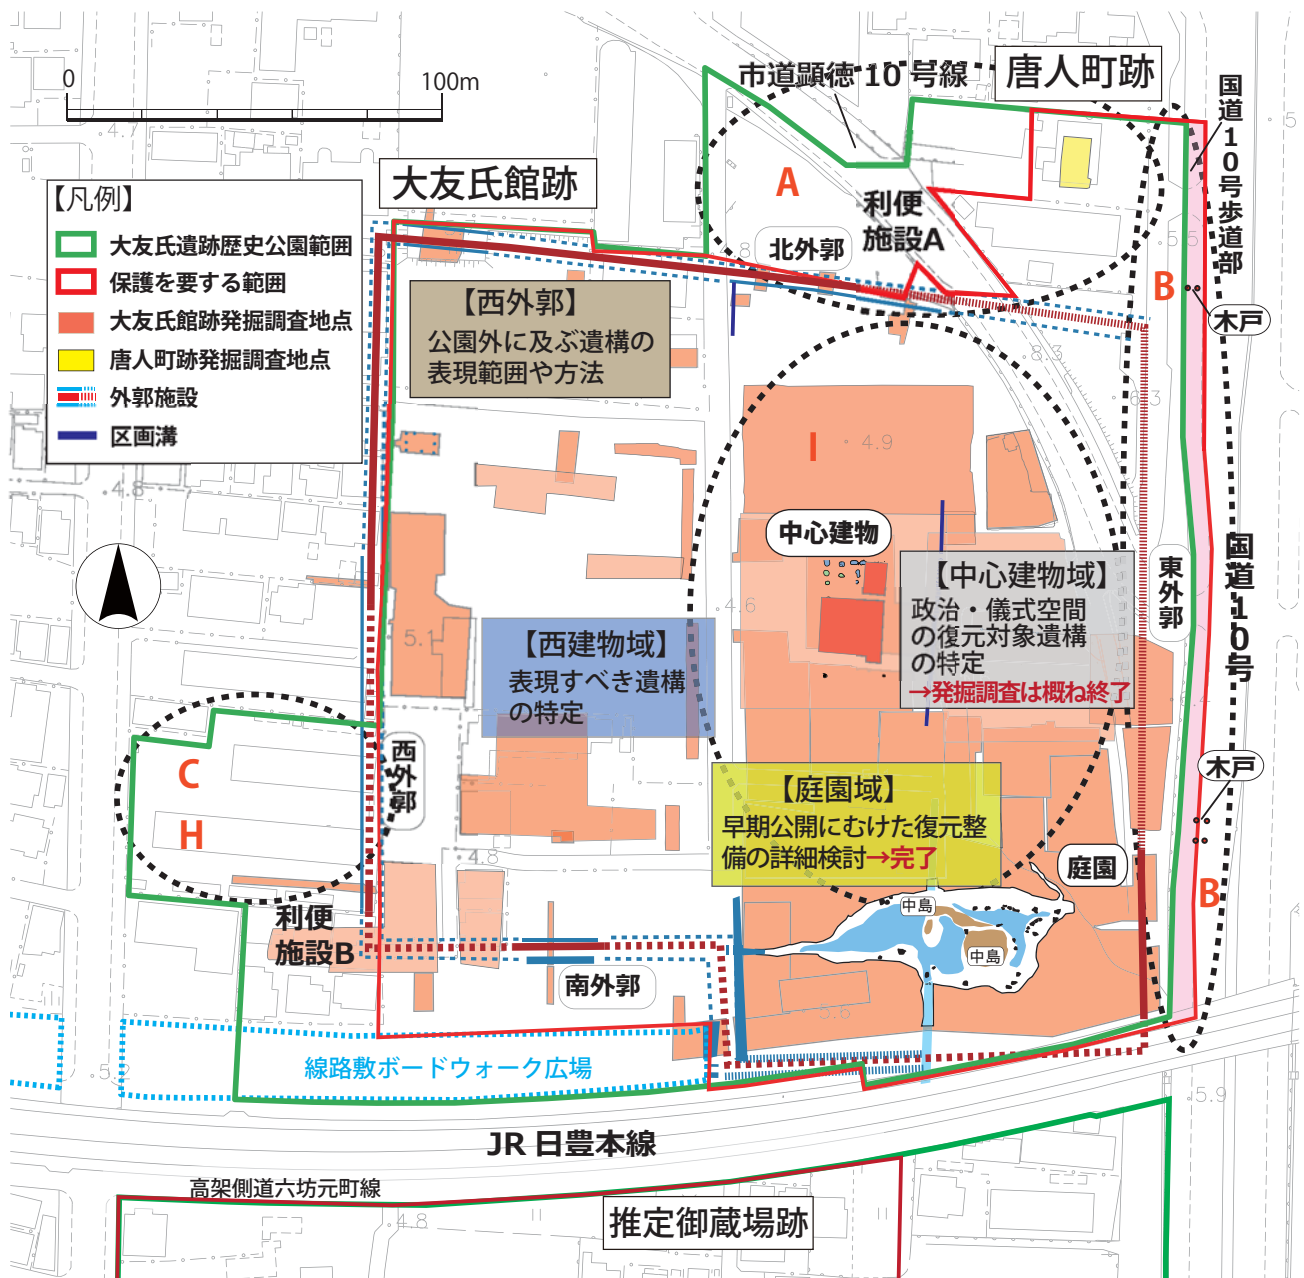 0
100m
4.7
市道顕徳10号線
唐人町跡
国道10号歩道部
大友氏館跡
【凡例】
大友氏遺跡歴史公園範囲
保護を要する範囲
大友氏館跡発掘調査地点
唐人町跡発掘調査地点
外郭施設
区画溝
A
利便
施設A
北外郭
B
木戸
【西外郭】
公園外に及ぶ遺構の
表現範囲や方法
I
4.9
中心建物
【中心建物域】
政治・儀式空間
の復元対象遺構
の特定
→発掘調査は概ね終了
東外郭
国道10号
4.8
4.6
5.1
【西建物域】
表現すべき遺構
の特定
西外郭
C
H
木戸
【庭園域】
早期公開にむけた復元整
備の詳細検討→完了
4.8
庭園
B
中島
中島
利便
施設B
南外郭
5.6
線路敷ボードウォーク広場
5.2
5.9
JR日豊本線
高架側道六坊元町線
4.8
推定御蔵場跡